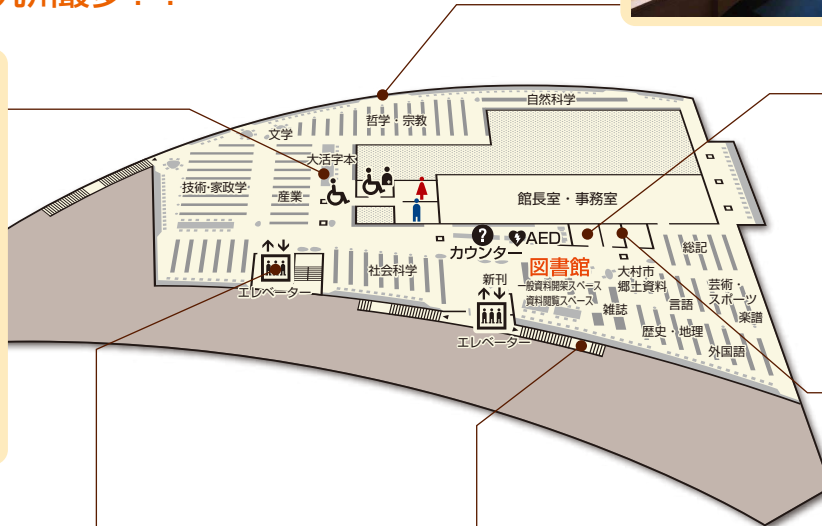 九州最多！！
自然科学
哲学・宗教
文学
大活字本
技術・家政学
産業
館長室・事務室
?
AED
カウンター
総記
図書館
社会科学
新刊
一般資料開架スペース
資料閲覧スペース
大村市
郷土資料
芸術・
スポーツ
エレベーター
雑誌
言語
楽譜
歴史・地理
エレベーター
外国語